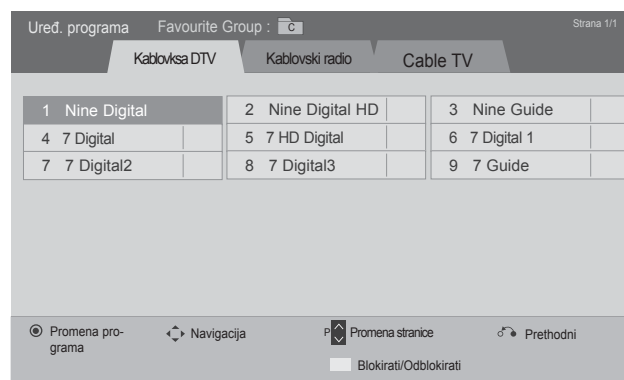 Uređ. programa Favourite Group : C Strana 1/1
Kablovksa DTV Kablovski radio Cable TV
1 Nine Digital 2 Nine Digital HD 3 Nine Guide
4 7 Digital 5 7 HD Digital 6 7 Digital 1
7 7 Digital2 8 7 Digital3 9 7 Guide
Promena pro- Navigacija P Promena stranice Prethodni
grama
Blokirati/Odblokirati